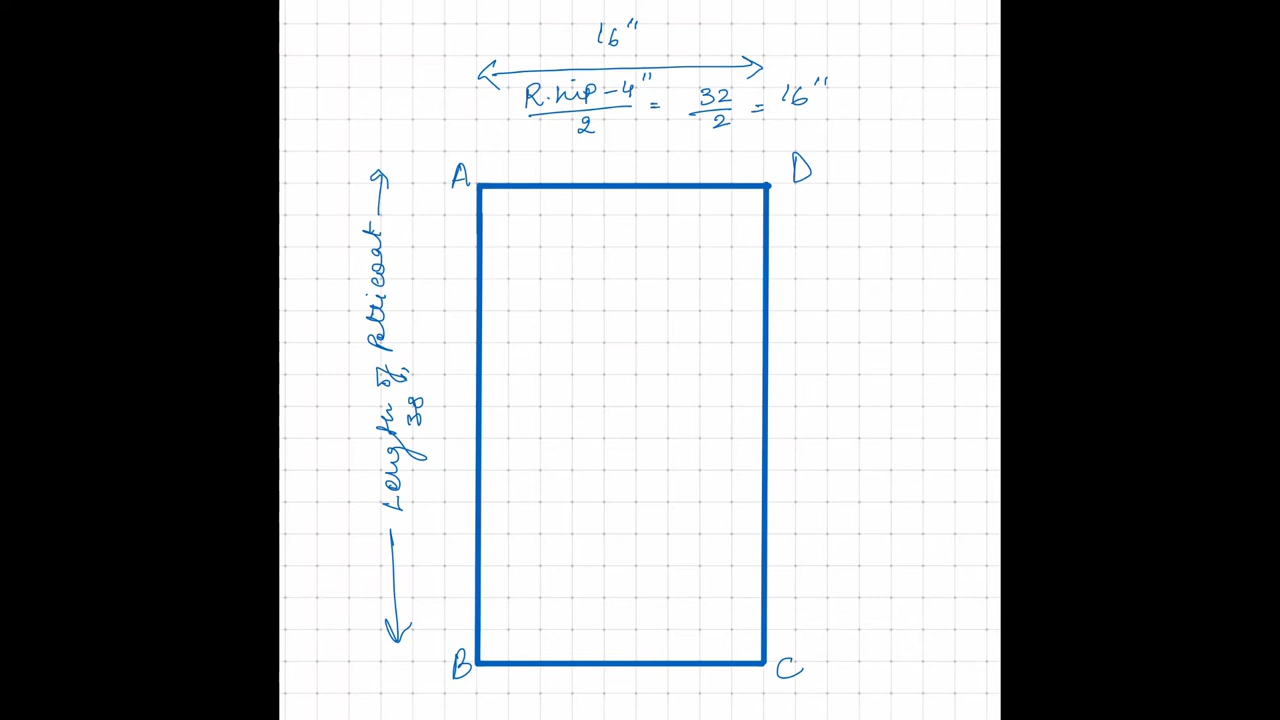 16"
R.hip-4"/2 = 32/2 = 16"
A
D
Length of Petticoat
38
B
C